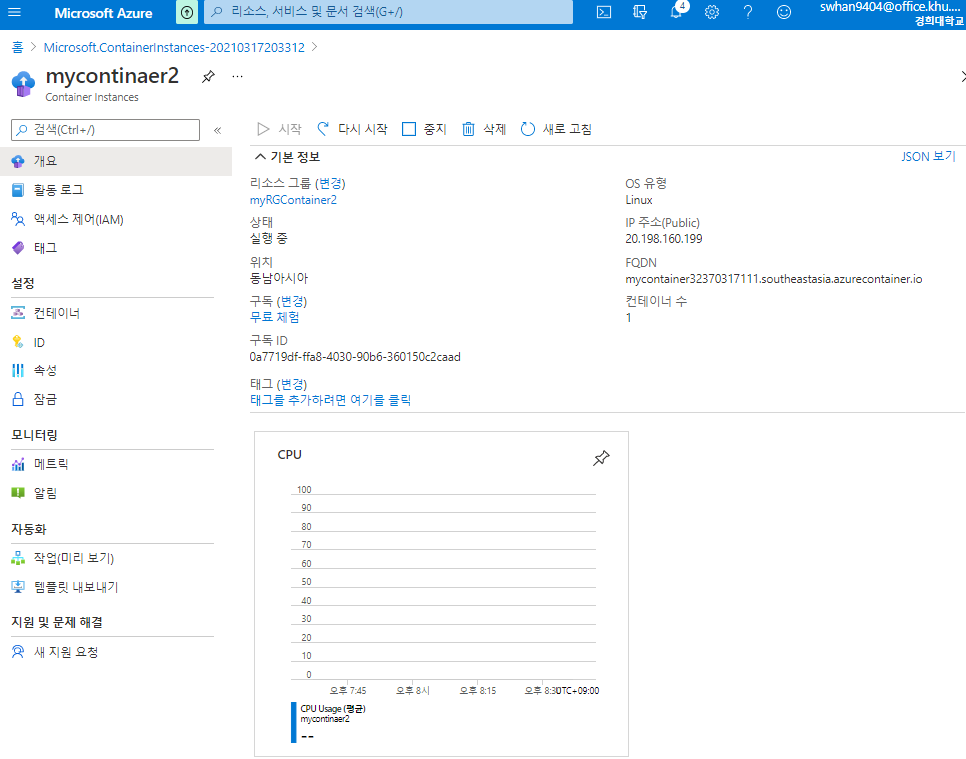 Microsoft Azure
리소스, 서비스 및 문서 검색(G+/)
4
swhan9404@office.khu....
경희대학교
홈 > Microsoft.ContainerInstances-20210317203312 >
mycontinaer2
Container Instances
검색(Ctrl+/)
«
개요
활동 로그
액세스 제어(IAM)
태그
설정
컨테이너
ID
속성
잠금
모니터링
메트릭
알림
자동화
작업(미리 보기)
템플릿 내보내기
지원 및 문제 해결
새 지원 요청
시작
다시 시작
중지
삭제
새로 고침
기본 정보
JSON 보기
리소스 그룹 (변경)
myRGContainer2
상태
실행 중
위치
동남아시아
구독 (변경)
무료 체험
구독 ID
0a7719df-ffa8-4030-90b6-360150c2caad
태그 (변경)
태그를 추가하려면 여기를 클릭
OS 유형
Linux
IP 주소(Public)
20.198.160.199
FQDN
mycontainer32370317111.southeastasia.azurecontainer.io
컨테이너 수
1
CPU
100
90
80
70
60
50
40
30
20
10
0
오후 7:45
오후 8시
오후 8:15
오후 8:30
UTC+09:00
CPU Usage (평균)
mycontinaer2
--